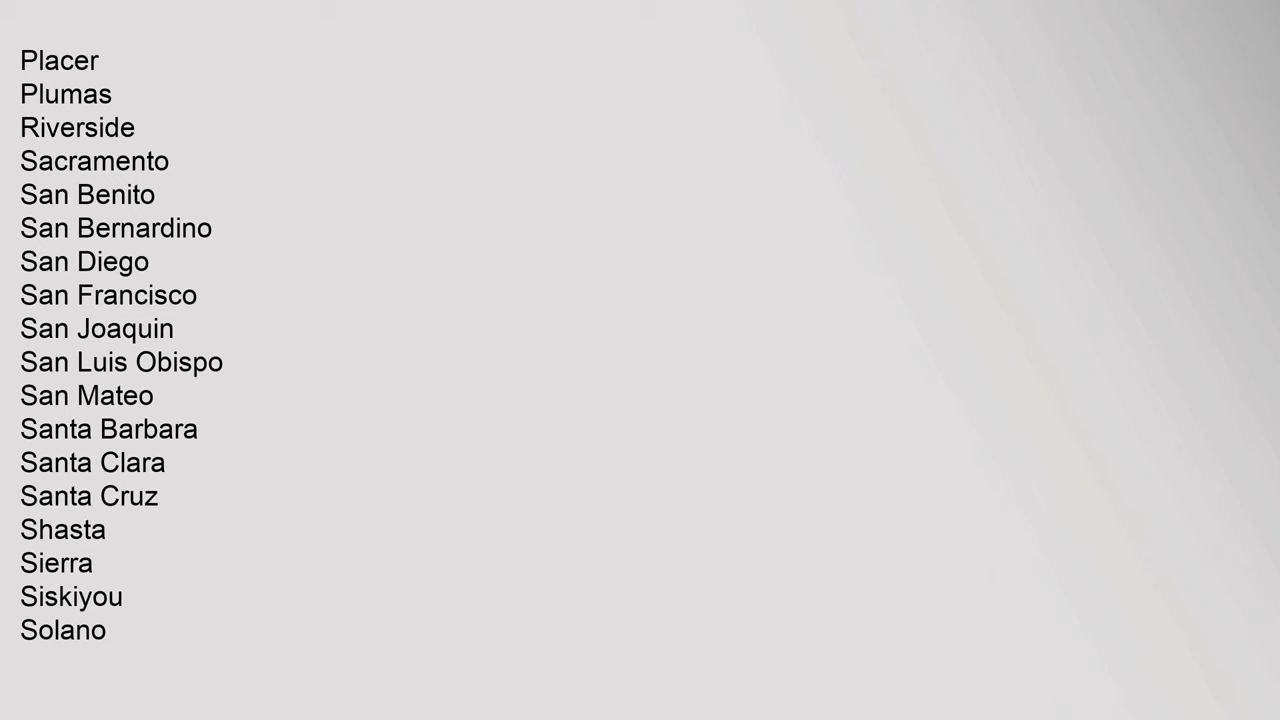 Placer
Plumas
Riverside
Sacramento
San Benito
San Bernardino
San Diego
San Francisco
San Joaquin
San Luis Obispo
San Mateo
Santa Barbara
Santa Clara
Santa Cruz
Shasta
Sierra
Siskiyou
Solano